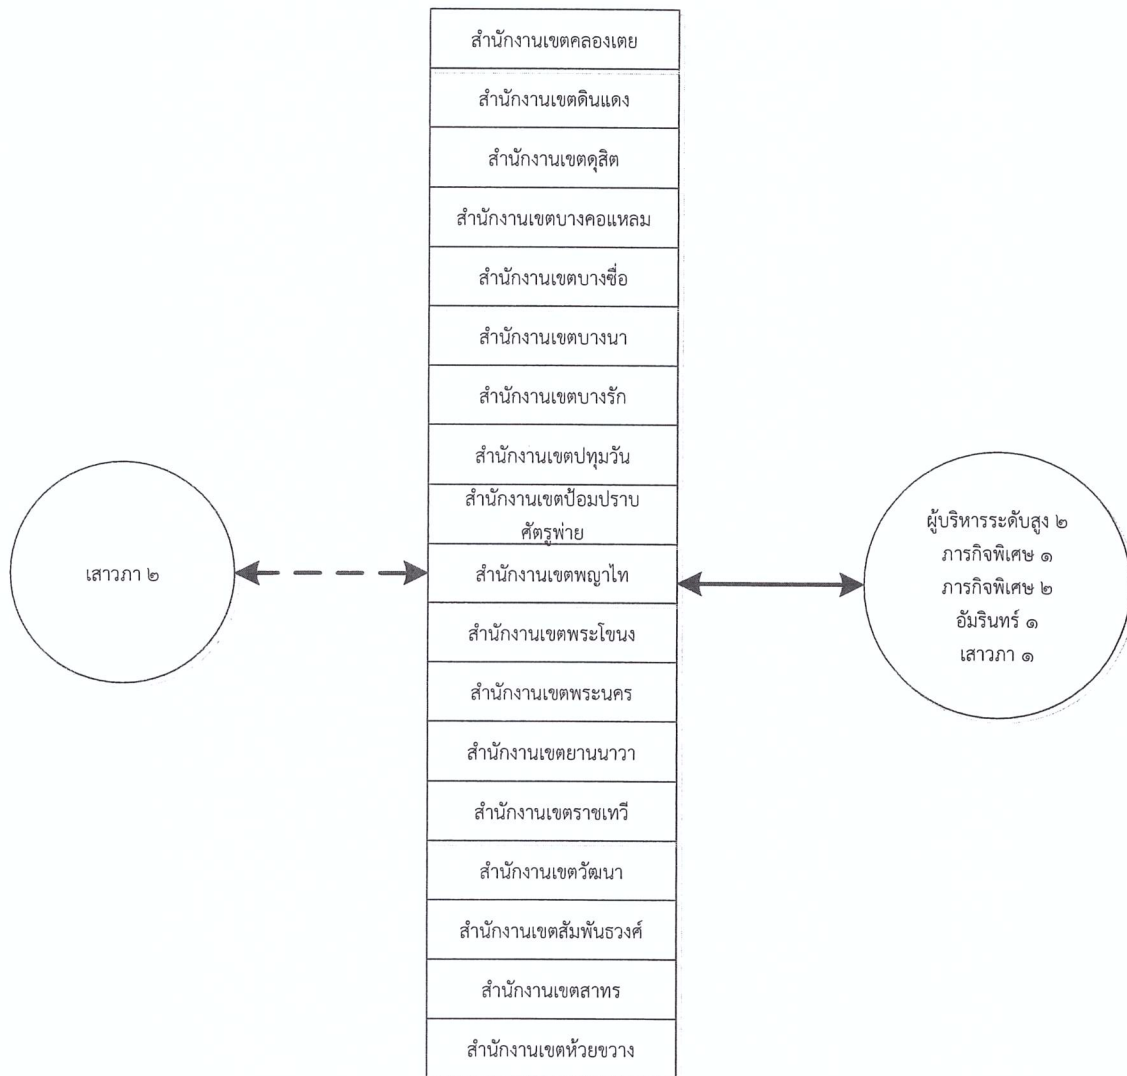 สำนักงานเขตคลองเตย
สำนักงานเขตดินแดง
สำนักงานเขตดุสิต
สำนักงานเขตบางคอแหลม
สำนักงานเขตบางซื่อ
สำนักงานเขตบางนา
สำนักงานเขตบางรัก
สำนักงานเขตปทุมวัน
สำนักงานเขตป้อมปราบ
ศัตรูพ่าย
สำนักงานเขตพญาไท
สำนักงานเขตพระโขนง
สำนักงานเขตพระนคร
สำนักงานเขตยานนาวา
สำนักงานเขตราชเทวี
สำนักงานเขตวัฒนา
สำนักงานเขตสัมพันธวงศ์
สำนักงานเขตสาทร
สำนักงานเขตห้วยขวาง
เสาวภา ๒
ผู้บริหารระดับสูง ๒
ภารกิจพิเศษ ๑
ภารกิจพิเศษ ๒
อัมรินทร์ ๑
เสาวภา ๑